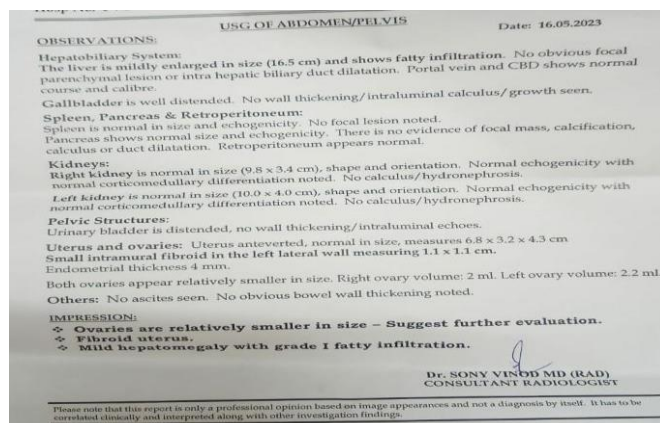 USG OF ABDOMEN/PELVIS
Date: 16.05.2023
OBSERVATIONS:
Hepatobiliary System:
The liver is mildly enlarged in size (16.5 cm) and shows fatty infiltration. No obvious focal
parenchymal lesion or intra hepatic biliary duct dilatation. Portal vein and CBD shows normal
course and calibre.
Gallbladder is well distended. No wall thickening/intraluminal calculus/growth seen.
Spleen, Pancreas & Retroperitoneum:
Spleen is normal in size and echogenicity. No focal lesion noted.
Pancreas shows normal size and echogenicity. There is no evidence of focal mass, calcification,
calculus or duct dilatation. Retroperitoneum appears normal.
Kidneys:
Right kidney is normal in size (9.8 x 3.4 cm), shape and orientation. Normal echogenicity with
normal corticomedullary differentiation noted. No calculus/hydronephrosis.
Left kidney is normal in size (10.0 x 4.0 cm), shape and orientation. Normal echogenicity with
normal corticomedullary differentiation noted. No calculus/hydronephrosis.
Pelvic Structures:
Urinary bladder is distended, no wall thickening/intraluminal echoes.
Uterus and ovaries: Uterus anteverted, normal in size, measures 6.8 x 3.2 x 4.3 cm
Small intramural fibroid in the left lateral wall measuring 1.1 x 1.1 cm.
Endometrial thickness 4 mm.
Both ovaries appear relatively smaller in size. Right ovary volume: 2 ml. Left ovary volume: 2.2 ml.
Others: No ascites seen. No obvious bowel wall thickening noted.
IMPRESSION:
❖ Ovaries are relatively smaller in size – Suggest further evaluation.
❖ Fibroid uterus.
❖ Mild hepatomegaly with grade I fatty infiltration.
Dr. SONY VINOD MD (RAD)
CONSULTANT RADIOLOGIST
Please note that this report is only a professional opinion based on image appearances and not a diagnosis by itself. It has to be
correlated clinically and interpreted along with other investigation findings.